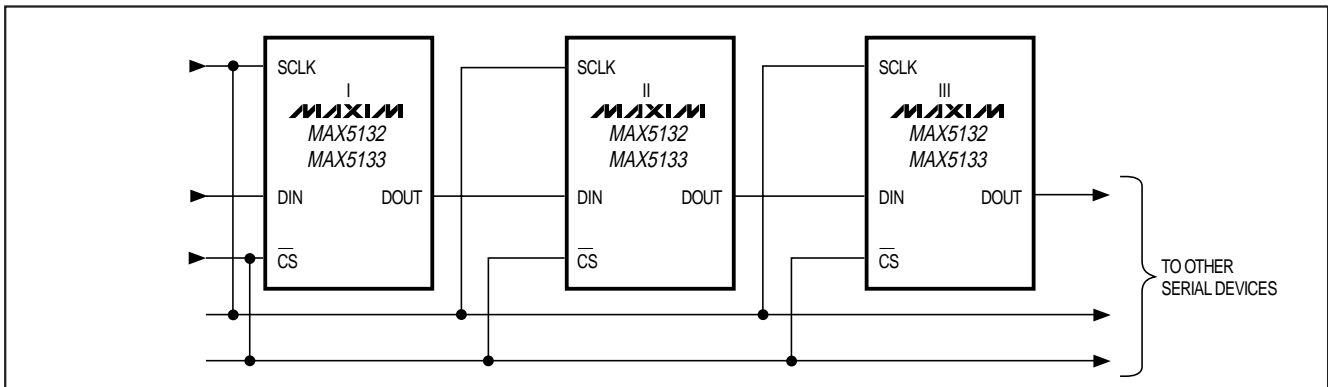 SCLK
I
MAXIM
MAX5132
MAX5133
DIN
DOUT
CS
SCLK
II
MAXIM
MAX5132
MAX5133
DIN
DOUT
CS
SCLK
III
MAXIM
MAX5132
MAX5133
DIN
DOUT
CS
TO OTHER
SERIAL DEVICES